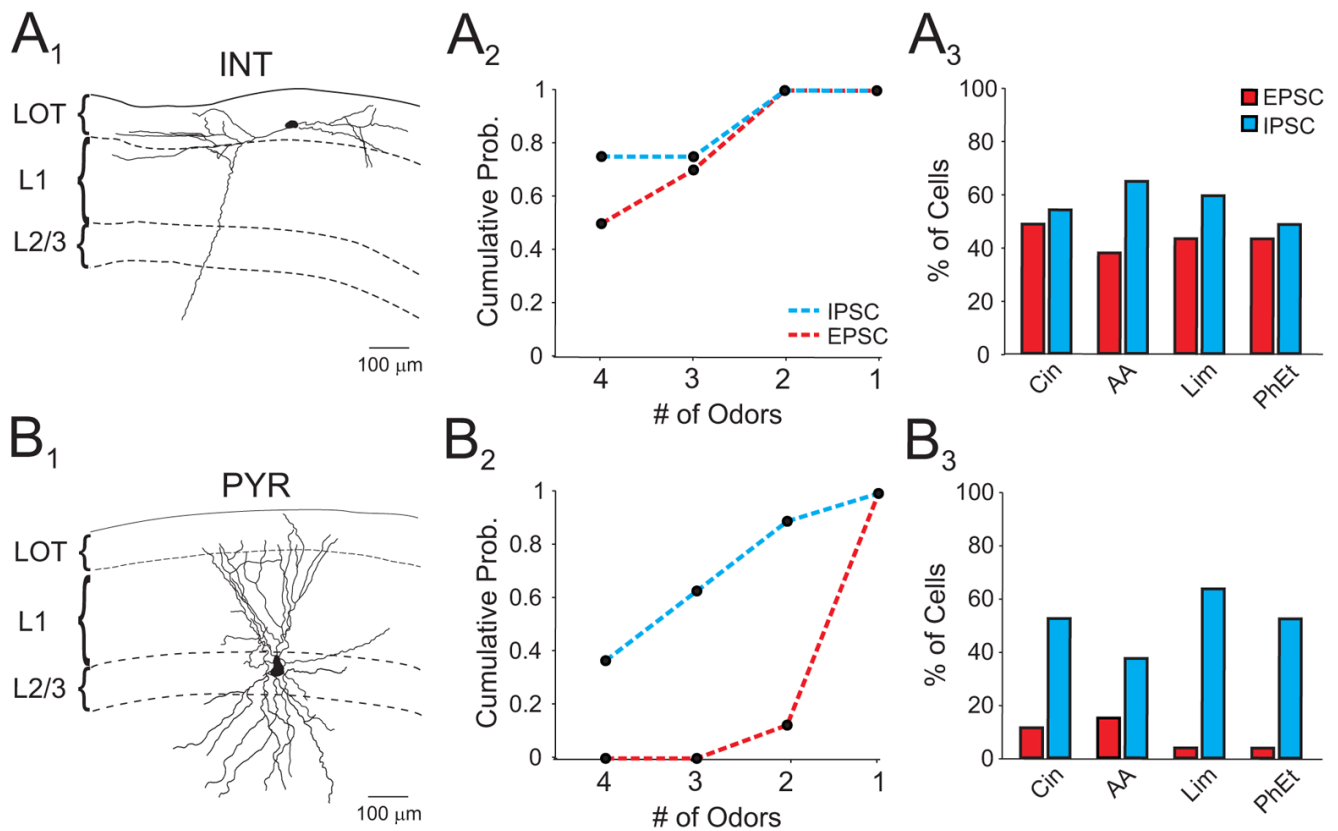 A1
INT
LOT
L1
L2/3
100 μm
A2
Cumulative Prob.
1
0.8
0.6
0.4
0.2
0
4 3 2 1
# of Odors
IPSC
EPSC
A3
% of Cells
100
80
60
40
20
0
Cin AA Lim PhEt
EPSC
IPSC
B1
PYR
LOT
L1
L2/3
100 μm
B2
Cumulative Prob.
1
0.8
0.6
0.4
0.2
0
4 3 2 1
# of Odors
B3
% of Cells
100
80
60
40
20
0
Cin AA Lim PhEt